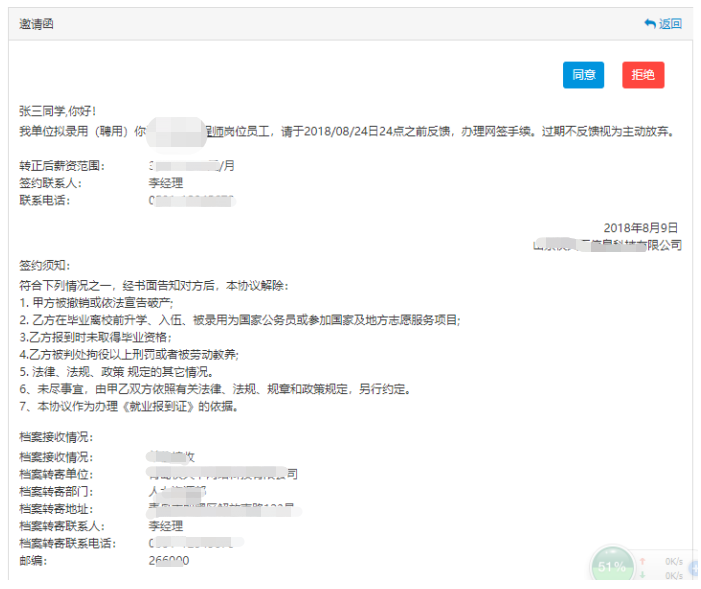 邀请函
返回
同意
拒绝
张三同学,你好!
我单位拟录用（聘用）你 程师岗位员工，请于2018/08/24日24点之前反馈，办理网签手续。过期不反馈视为主动放弃。
转正后薪资范围： /月
签约联系人： 李经理
联系电话：
2018年8月9日
限公司
签约须知：
符合下列情况之一，经书面告知对方后，本协议解除：
1. 甲方被撤销或依法宣告破产;
2. 乙方在毕业离校前升学、入伍、被录用为国家公务员或参加国家及地方志愿服务项目;
3.乙方报到时未取得毕业资格;
4.乙方被判处拘役以上刑罚或者被劳动教养;
5. 法律、法规、政策 规定的其它情况。
6、未尽事宜，由甲乙双方依照有关法律、法规、规章和政策规定，另行约定。
7、本协议作为办理《就业报到证》的依据。
档案接收情况：
档案接收情况： 收
档案转寄单位： 限公司
档案转寄部门： 人
档案转寄地址：
档案转寄联系人： 李经理
档案转寄联系电话：
邮编： 266000
51%
0K/s
0K/s